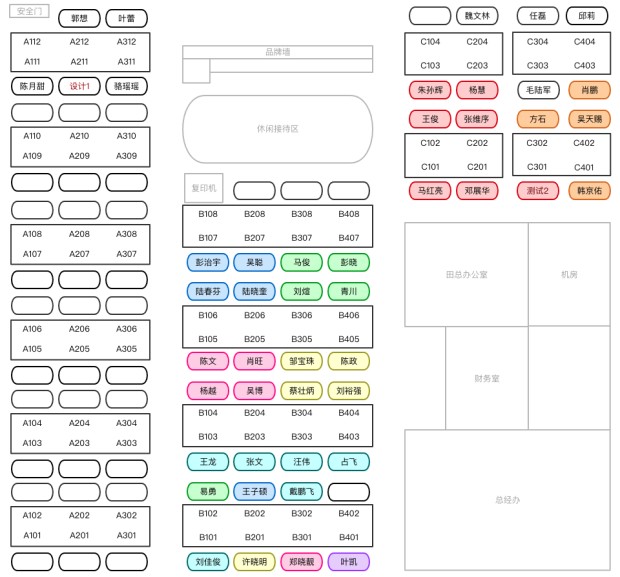 安全门
郭想 叶蕾
A112 A212 A312
A111 A211 A311
陈月甜 设计1 骆瑶瑶
A110 A210 A310
A109 A209 A309
A108 A208 A308
A107 A207 A307
A106 A206 A306
A105 A205 A305
A104 A204 A304
A103 A203 A303
A102 A202 A302
A101 A201 A301
品牌墙
休闲接待区
复印机
B108 B208 B308 B408
B107 B207 B307 B407
彭治宇 吴聪 马俊 彭晓
陆春芬 陆晓童 刘煊 青川
B106 B206 B306 B406
B105 B205 B305 B405
陈文 肖旺 邹宝珠 陈政
杨越 吴博 蔡壮炳 刘裕强
B104 B204 B304 B404
B103 B203 B303 B403
王龙 张文 汪伟 占飞
易勇 王子硕 戴鹏飞
B102 B202 B302 B402
B101 B201 B301 B401
刘佳俊 许晓明 郑晓靓 叶凯
魏文林 任磊 邱莉
C104 C204 C304 C404
C103 C203 C303 C403
朱孙辉 杨慧 毛陆军 肖鹏
王俊 张维序 方石 吴天赐
C102 C202 C302 C402
C101 C201 C301 C401
马红亮 邓展华 测试2 韩京佑
田总办公室 机房
财务室
总经办